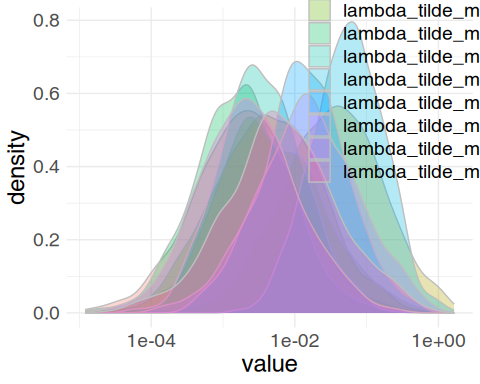 0.8
0.6
0.4
0.2
0.0
density
1e-04
1e-02
1e+00
value
lambda_tilde_m
lambda_tilde_m
lambda_tilde_m
lambda_tilde_m
lambda_tilde_m
lambda_tilde_m
lambda_tilde_m
lambda_tilde_m